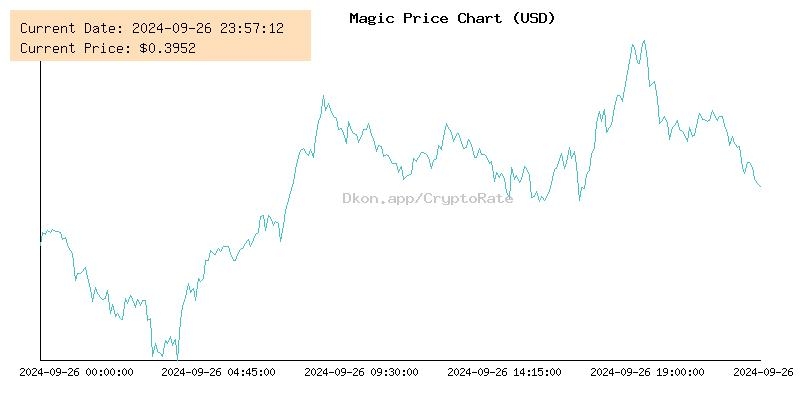 Magic Price Chart (USD)
Current Date: 2024-09-26 23:57:12
Current Price: $0.3952
Dkon.app/CryptoRate
2024-09-26 00:00:00 2024-09-26 04:45:00 2024-09-26 09:30:00 2024-09-26 14:15:00 2024-09-26 19:00:00 2024-09-26